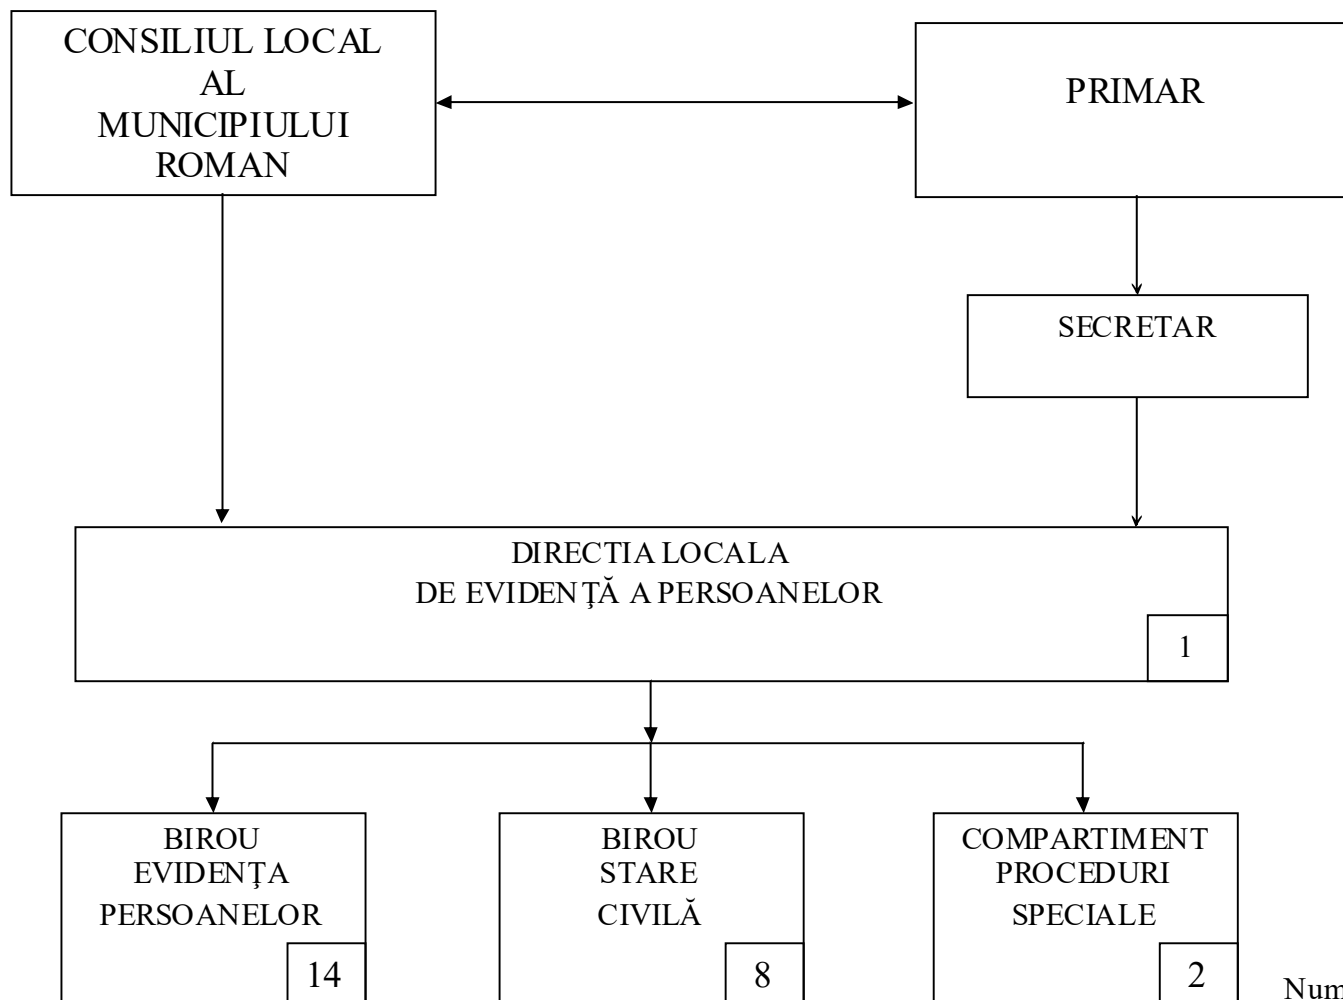 CONSILIUL LOCAL
AL
MUNICIPIULUI
ROMAN
PRIMAR
SECRETAR
DIRECTIA LOCALA
DE EVIDENŢĂ A PERSOANELOR
1
BIROU
EVIDENŢA
PERSOANELOR
14
BIROU
STARE
CIVILĂ
8
COMPARTIMENT
PROCEDURI
SPECIALE
2
Num